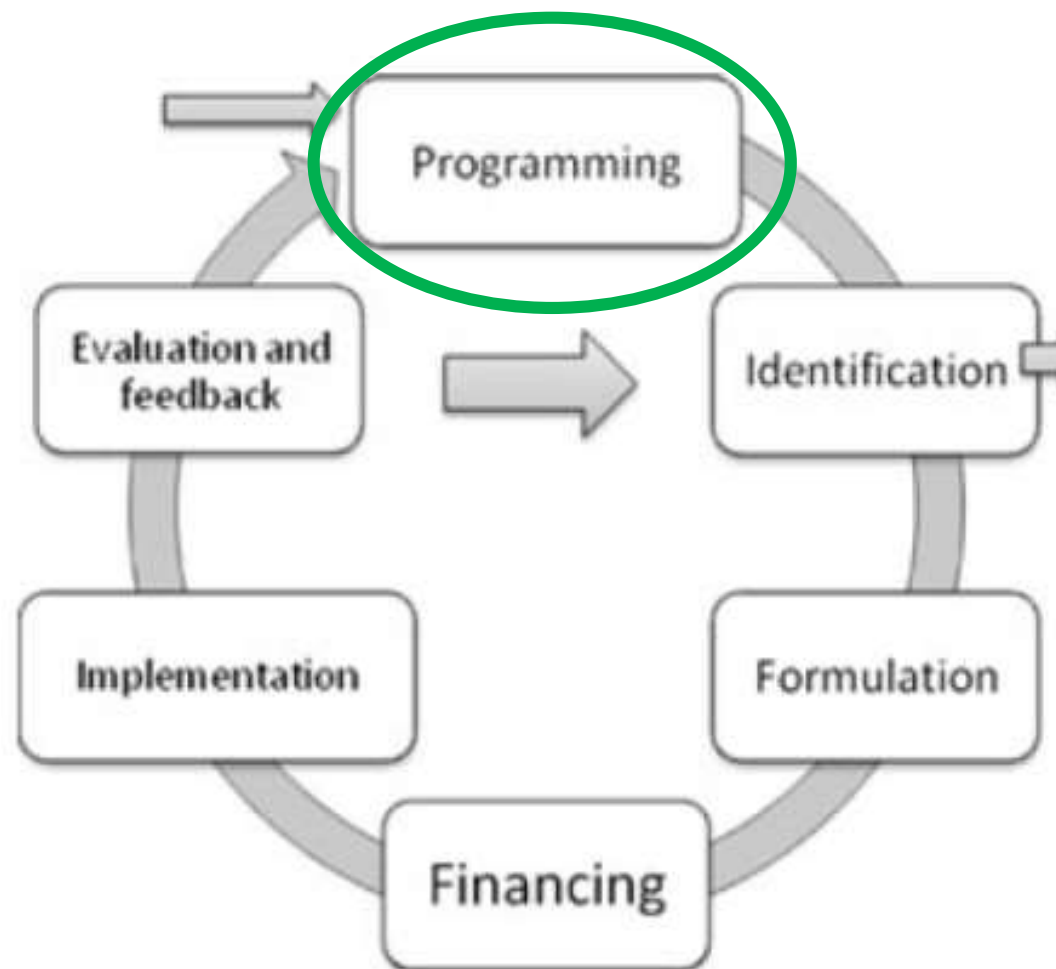 Programming
Identification
Formulation
Financing
Implementation
Evaluation and
feedback